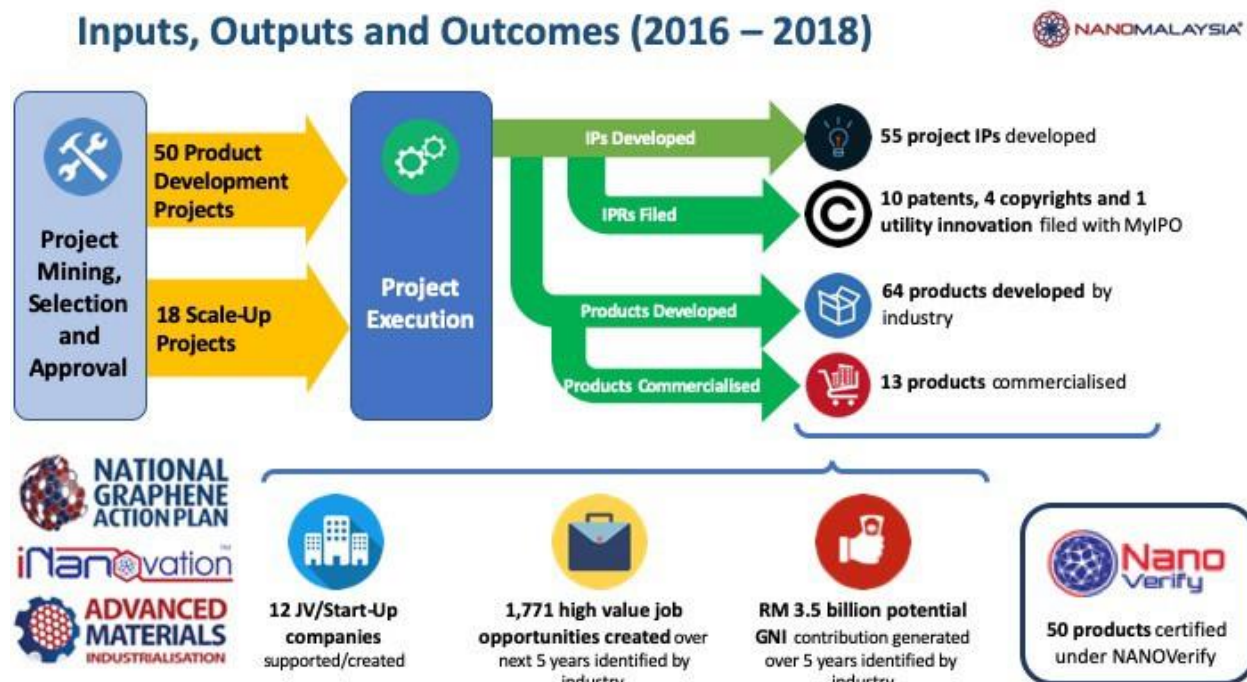 Inputs, Outputs and Outcomes (2016 – 2018)
NANOMALAYSIA
Project
Mining,
Selection
and
Approval
50 Product
Development
Projects
18 Scale-Up
Projects
Project
Execution
IPs Developed
IPRs Filed
Products Developed
Products Commercialised
55 project IPs developed
C
10 patents, 4 copyrights and 1
utility innovation filed with MyIPO
64 products developed by
industry
13 products commercialised
NATIONAL
GRAPHENE
ACTION PLAN
iNanovation™
ADVANCED
MATERIALS
INDUSTRIALISATION
12 JV/Start-Up
companies
supported/created
1,771 high value job
opportunities created over
next 5 years identified by
industry
RM 3.5 billion potential
GNI contribution generated
over 5 years identified by
industry
Nano
Verify
50 products certified
under NANOVerify